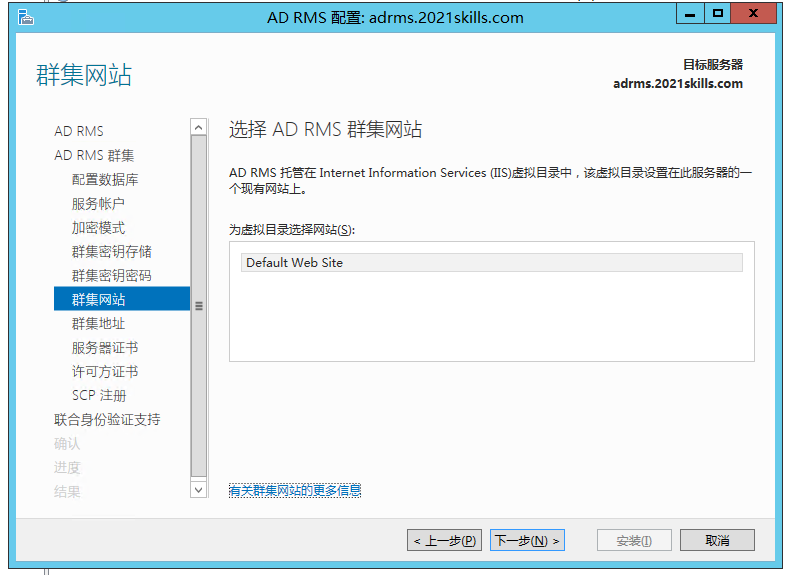 AD RMS 配置: adrms.2021skills.com
群集网站
目标服务器
adrms.2021skills.com
AD RMS
AD RMS 群集
配置数据库
服务帐户
加密模式
群集密钥存储
群集密钥密码
群集网站
群集地址
服务器证书
许可方证书
SCP 注册
联合身份验证支持
确认
进度
结果
选择 AD RMS 群集网站
AD RMS 托管在 Internet Information Services (IIS)虚拟目录中，该虚拟目录设置在此服务器的一
个现有网站上。
为虚拟目录选择网站(S):
Default Web Site
有关群集网站的更多信息
< 上一步(P)
下一步(N) >
安装(I)
取消